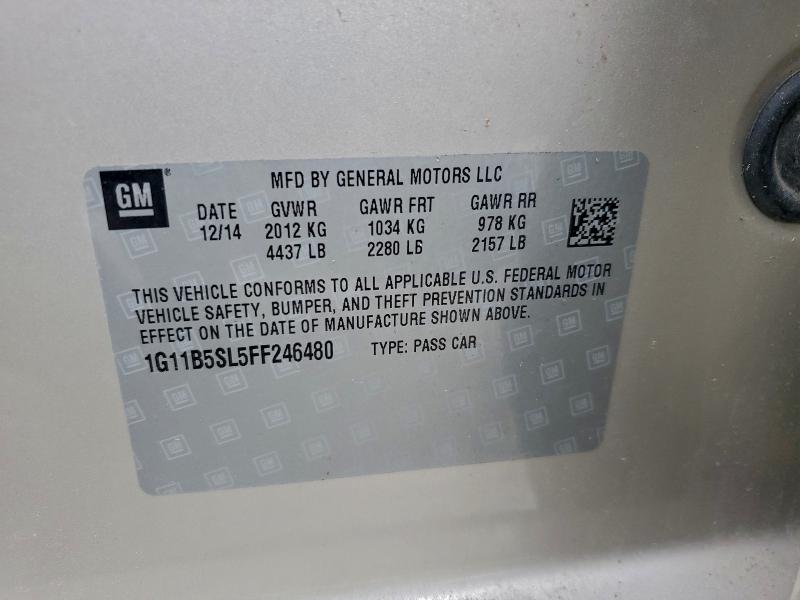 GM
MFD BY GENERAL MOTORS LLC
DATE GVWR GAWR FRT GAWR RR
12/14 2012 KG 1034 KG 978 KG
4437 LB 2280 LB 2157 LB
THIS VEHICLE CONFORMS TO ALL APPLICABLE U.S. FEDERAL MOTOR
VEHICLE SAFETY, BUMPER, AND THEFT PREVENTION STANDARDS IN
EFFECT ON THE DATE OF MANUFACTURE SHOWN ABOVE.
1G11B5SL5FF246480 TYPE: PASS CAR